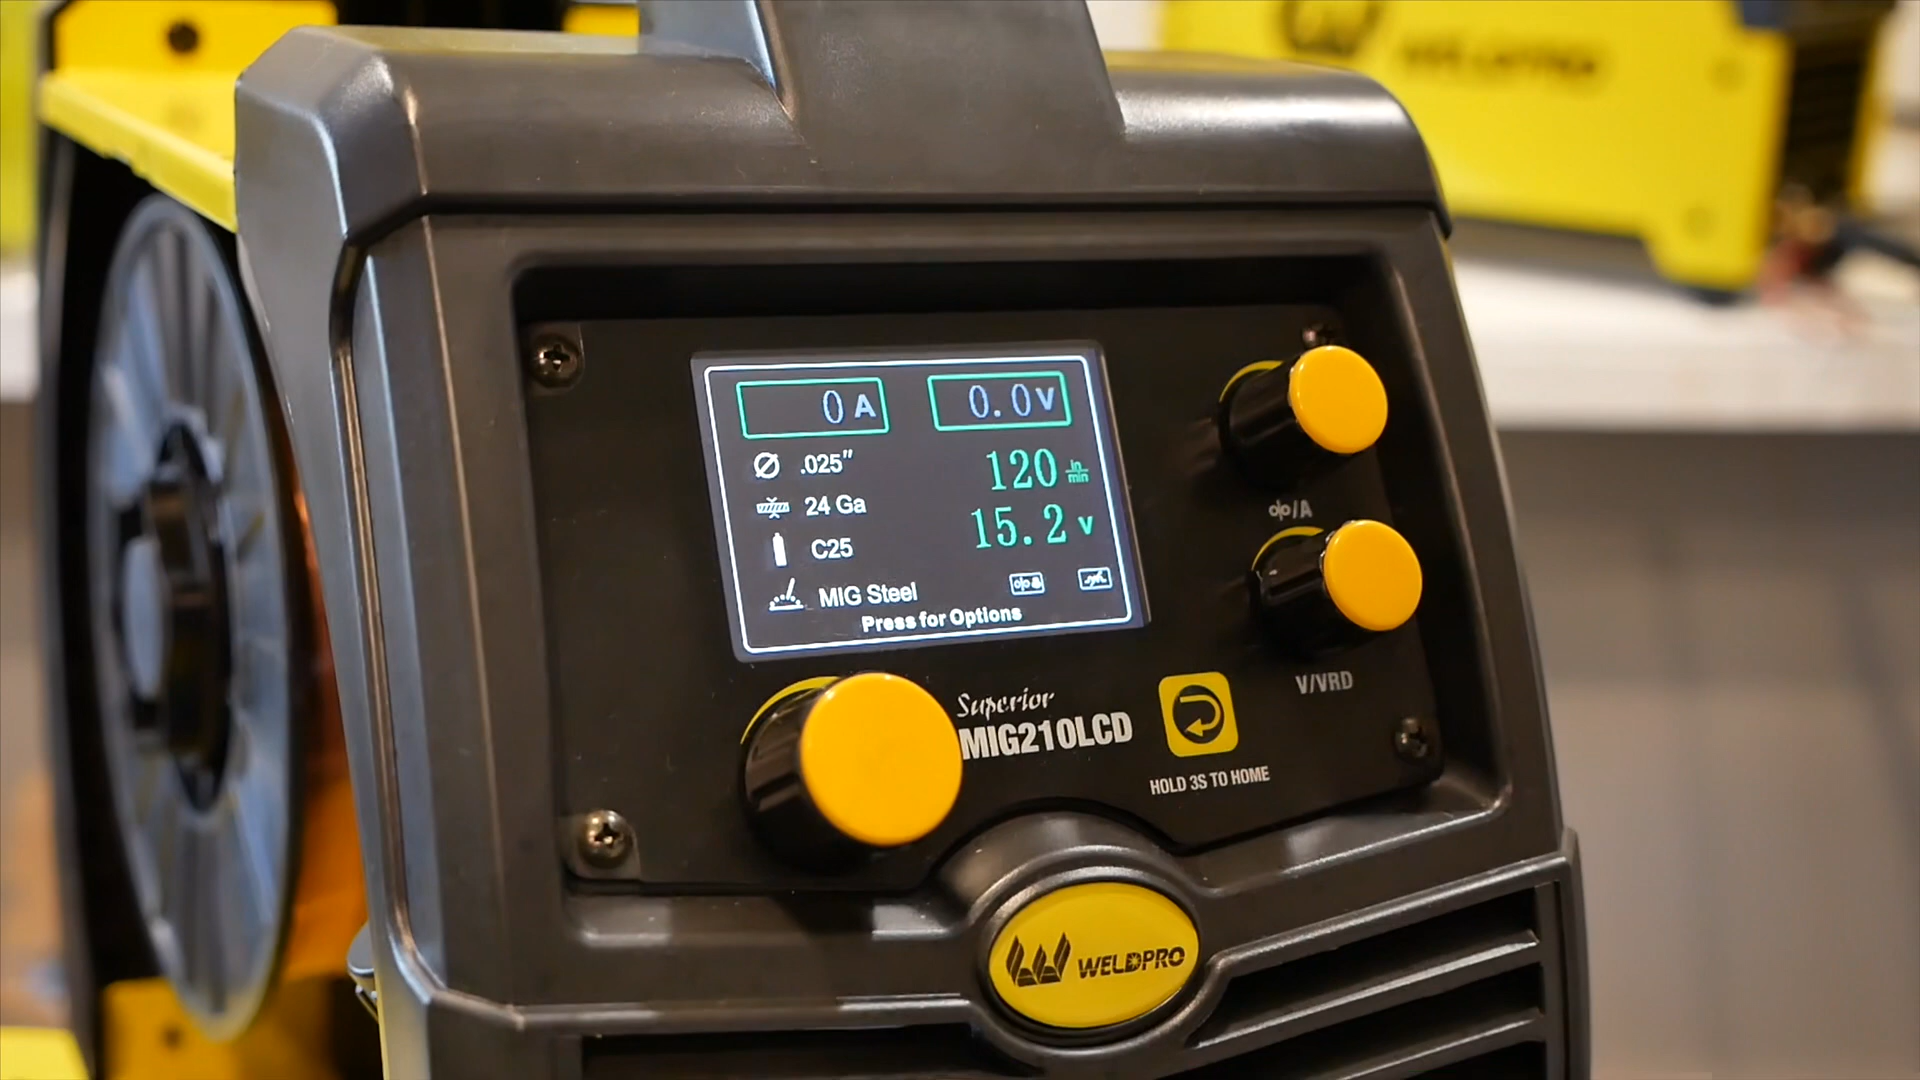 WELDPRO
0 A
0.0 V
Ø .025"
120 in/min
24 Ga
15.2 V
C25
MIG Steel
Press for Options
/A
V/VRD
Superior
MIG210LCD
HOLD 3S TO HOME
WELDPRO